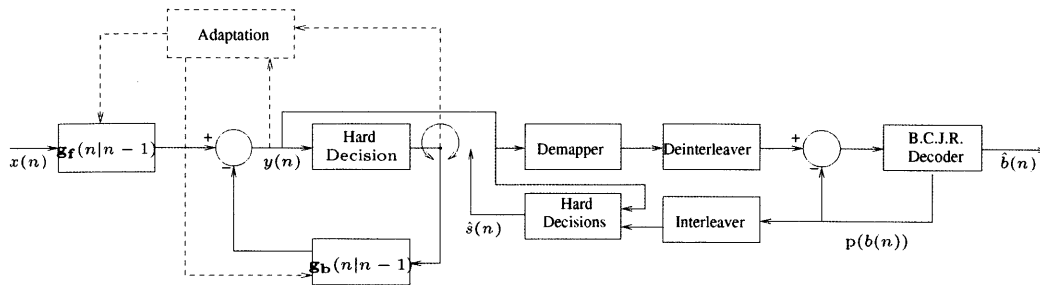 Adaptation
x(n)
g_f(n|n − 1)
+
−
y(n)
Hard
Decision
g_b(n|n − 1)
ŝ(n)
Demapper
Deinterleaver
Hard
Decisions
Interleaver
+
−
B.C.J.R.
Decoder
b̂(n)
p(b(n))